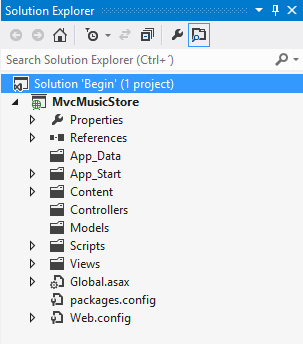 Solution Explorer
Search Solution Explorer (Ctrl+´)
Solution 'Begin' (1 project)
MvcMusicStore
Properties
References
App_Data
App_Start
Content
Controllers
Models
Scripts
Views
Global.asax
packages.config
Web.config